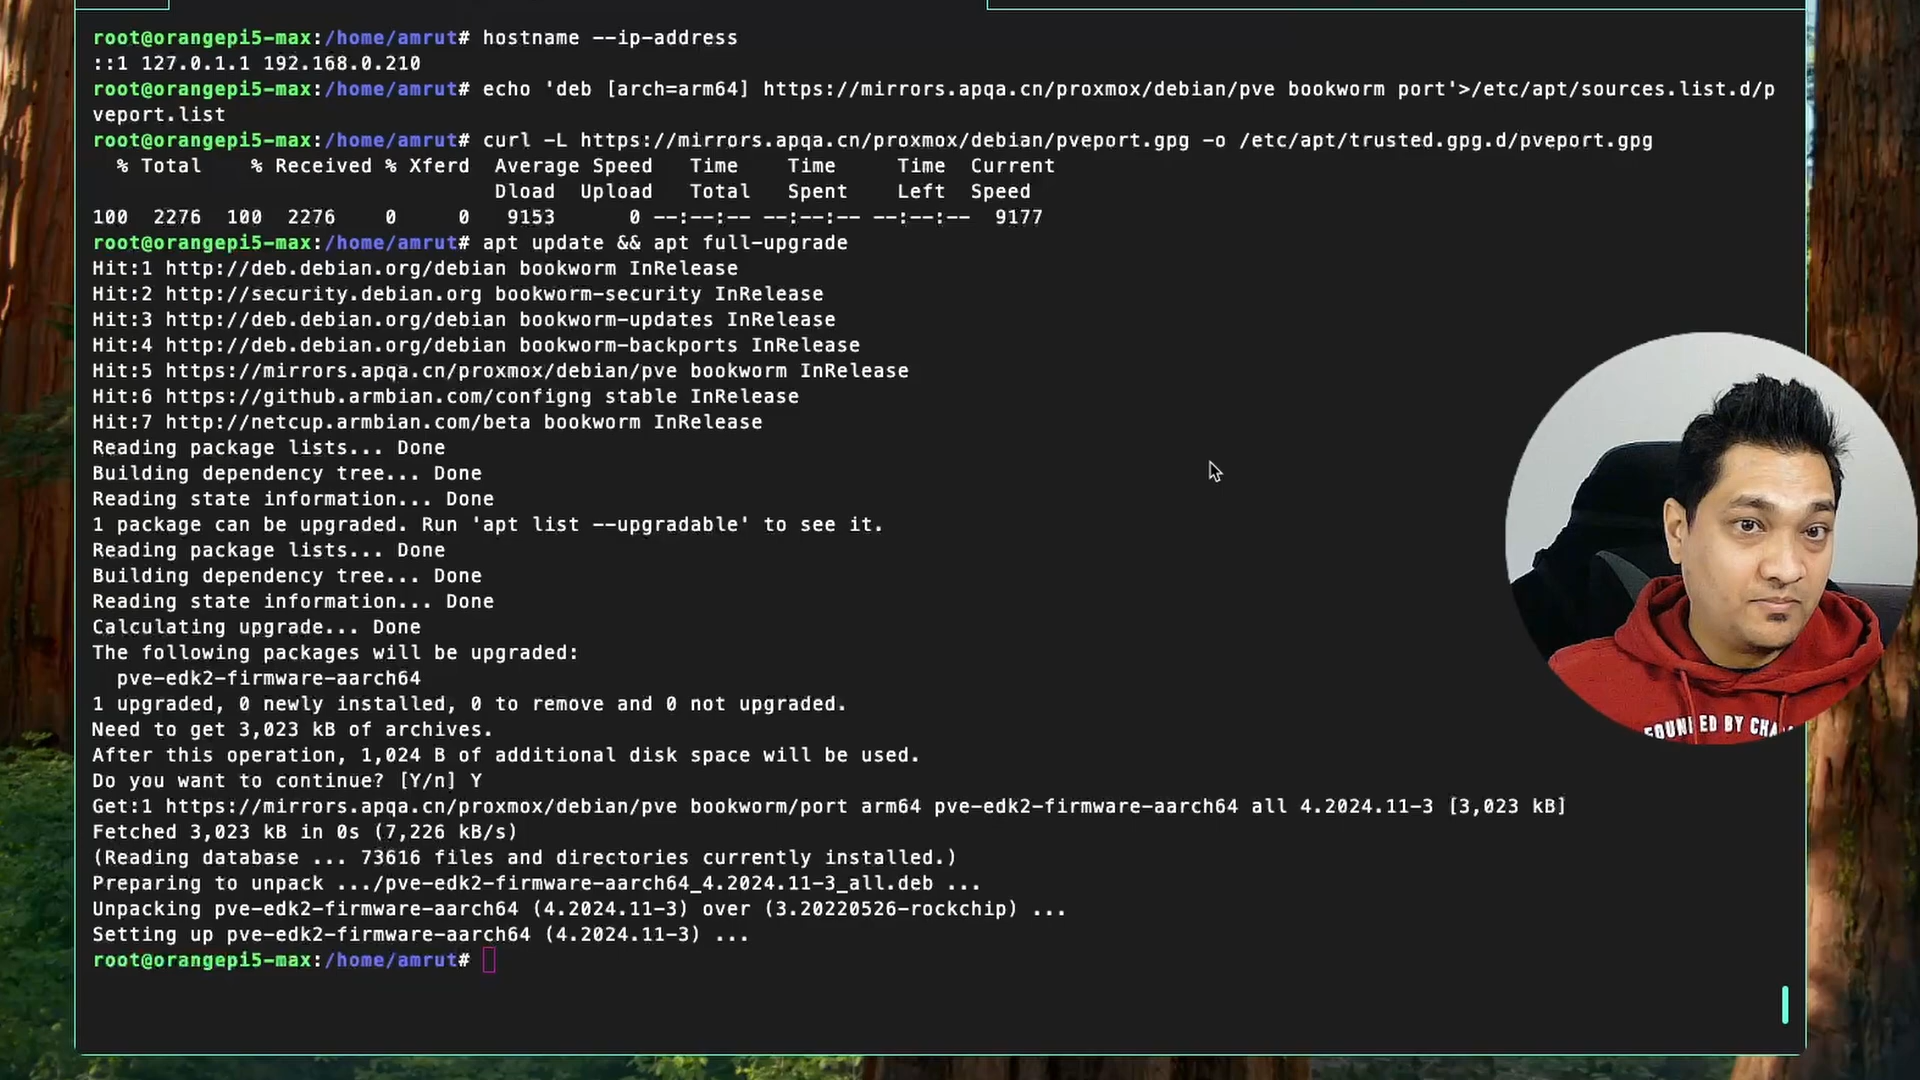 root@orangepi5-max:/home/amrut# hostname --ip-address
::1 127.0.1.1 192.168.0.210
root@orangepi5-max:/home/amrut# echo 'deb [arch=arm64] https://mirrors.apqa.cn/proxmox/debian/pve bookworm port'>/etc/apt/sources.list.d/p
veport.list
root@orangepi5-max:/home/amrut# curl -L https://mirrors.apqa.cn/proxmox/debian/pveport.gpg -o /etc/apt/trusted.gpg.d/pveport.gpg
% Total % Received % Xferd Average Speed Time Time Time Current
Dload Upload Total Spent Left Speed
100 2276 100 2276 0 0 9153 0 --:--:-- --:--:-- --:--:-- 9177
root@orangepi5-max:/home/amrut# apt update && apt full-upgrade
Hit:1 http://deb.debian.org/debian bookworm InRelease
Hit:2 http://security.debian.org bookworm-security InRelease
Hit:3 http://deb.debian.org/debian bookworm-updates InRelease
Hit:4 http://deb.debian.org/debian bookworm-backports InRelease
Hit:5 https://mirrors.apqa.cn/proxmox/debian/pve bookworm InRelease
Hit:6 https://github.armbian.com/configng stable InRelease
Hit:7 http://netcup.armbian.com/beta bookworm InRelease
Reading package lists... Done
Building dependency tree... Done
Reading state information... Done
1 package can be upgraded. Run 'apt list --upgradable' to see it.
Reading package lists... Done
Building dependency tree... Done
Reading state information... Done
Calculating upgrade... Done
The following packages will be upgraded:
pve-edk2-firmware-aarch64
1 upgraded, 0 newly installed, 0 to remove and 0 not upgraded.
Need to get 3,023 kB of archives.
After this operation, 1,024 B of additional disk space will be used.
Do you want to continue? [Y/n] Y
Get:1 https://mirrors.apqa.cn/proxmox/debian/pve bookworm/port arm64 pve-edk2-firmware-aarch64 all 4.2024.11-3 [3,023 kB]
Fetched 3,023 kB in 0s (7,226 kB/s)
(Reading database ... 73616 files and directories currently installed.)
Preparing to unpack .../pve-edk2-firmware-aarch64_4.2024.11-3_all.deb ...
Unpacking pve-edk2-firmware-aarch64 (4.2024.11-3) over (3.20220526-rockchip) ...
Setting up pve-edk2-firmware-aarch64 (4.2024.11-3) ...
root@orangepi5-max:/home/amrut#
BY